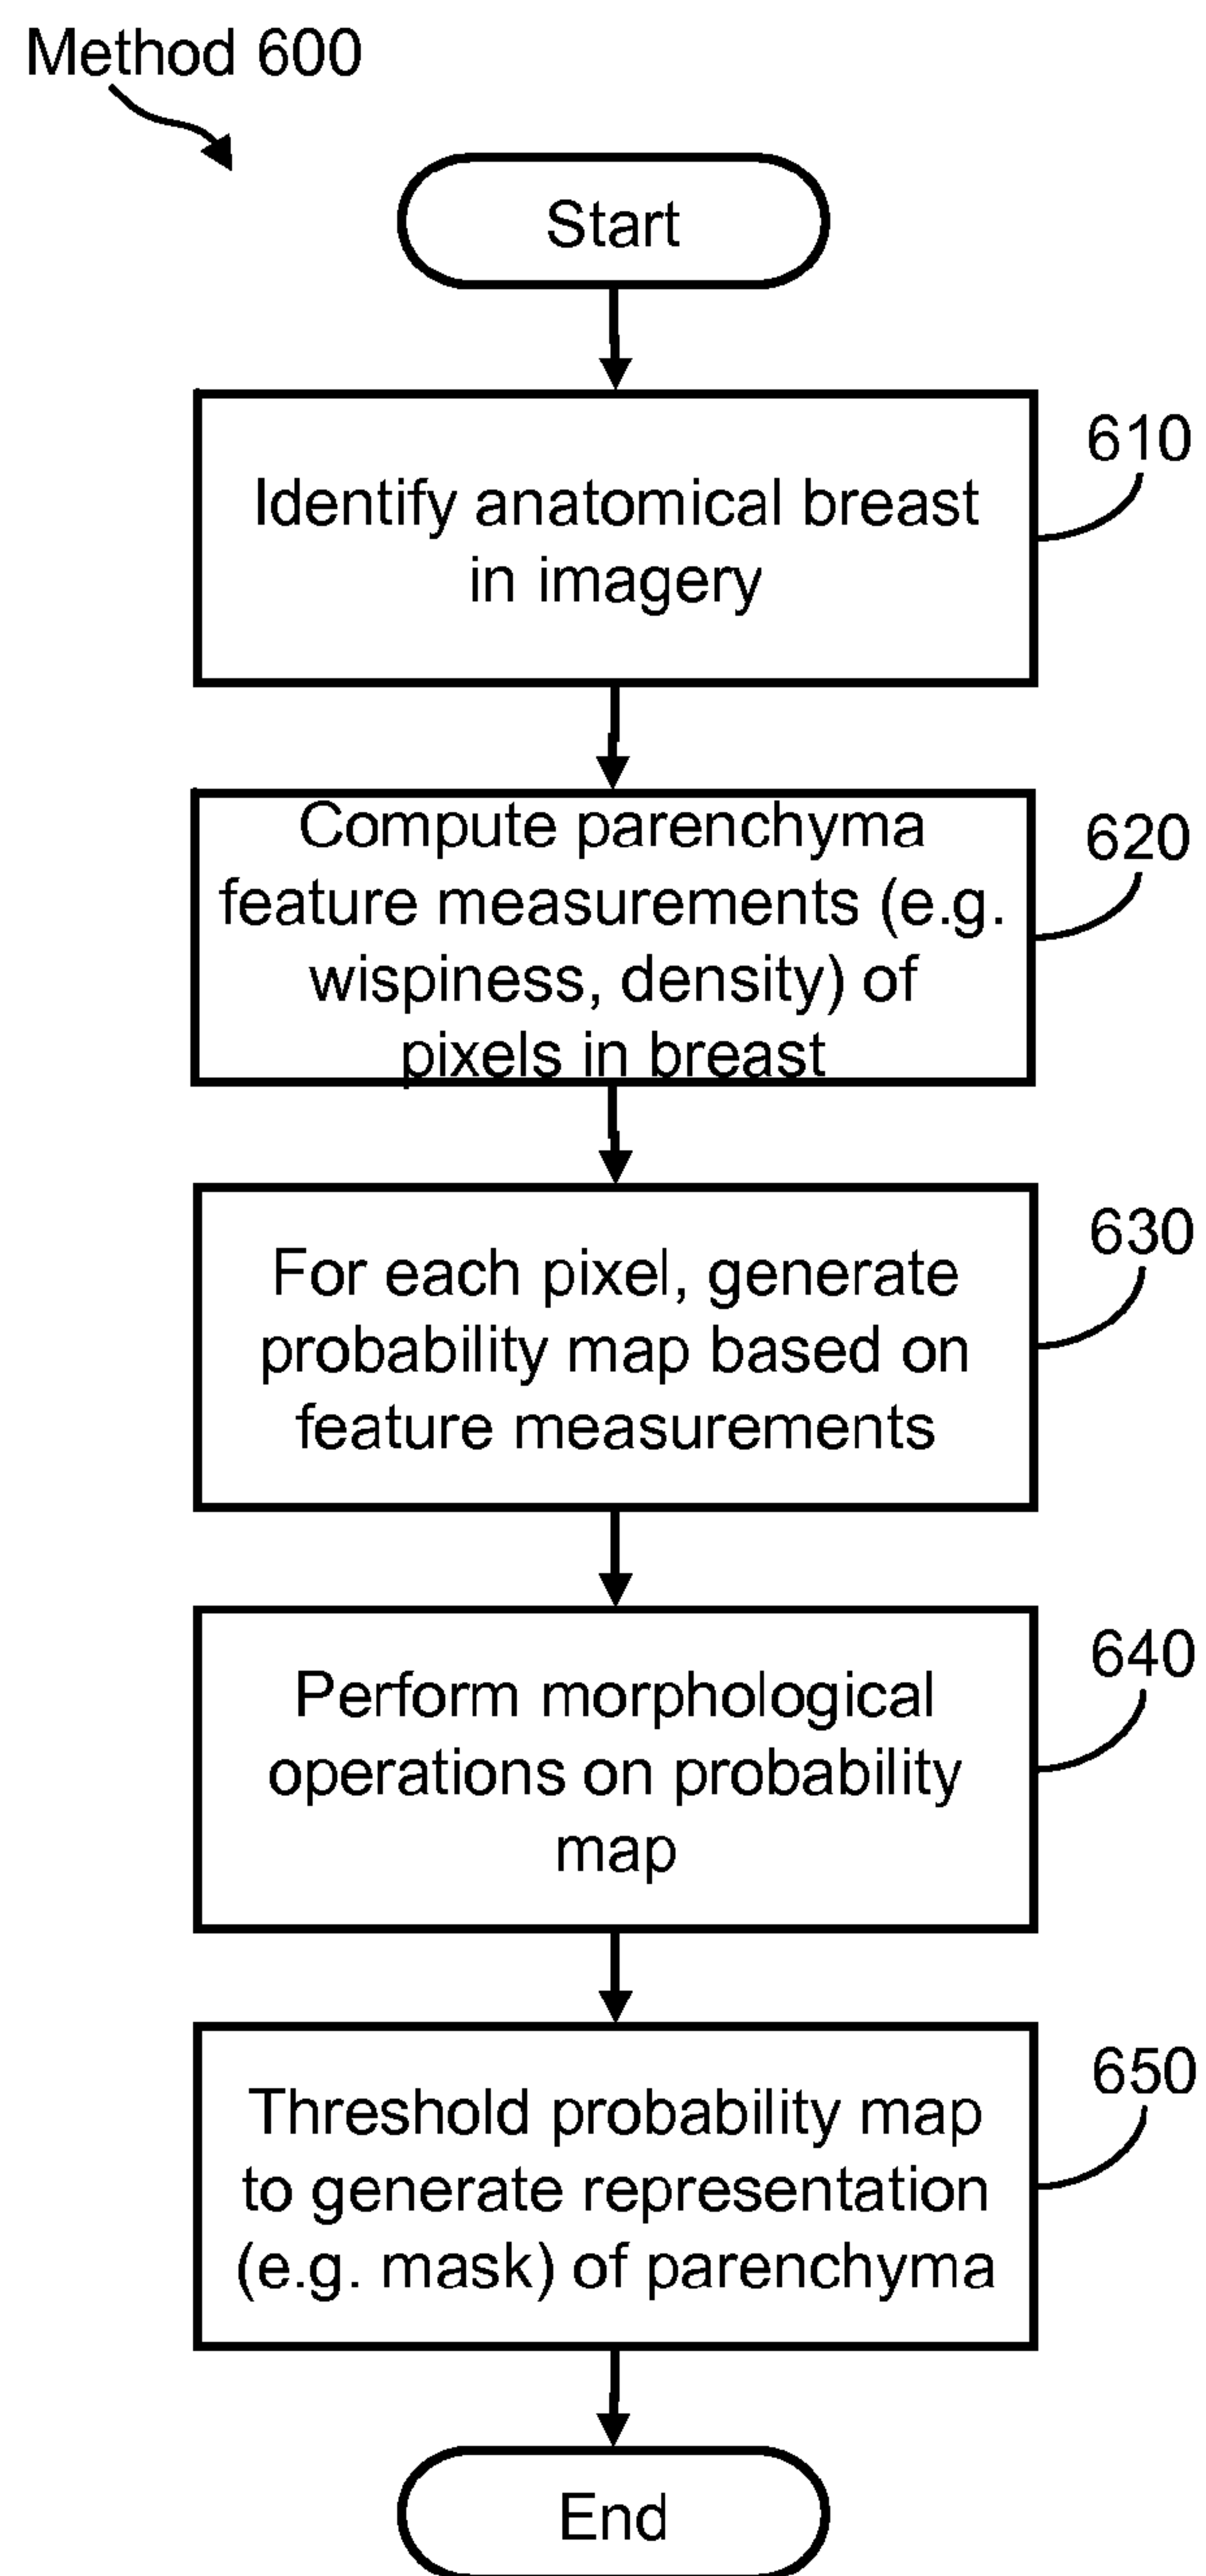 Method 600
Start
Identify anatomical breast
in imagery
610
Compute parenchyma
feature measurements (e.g.
wispiness, density) of
pixels in breast
620
For each pixel, generate
probability map based on
feature measurements
630
Perform morphological
operations on probability
map
640
Threshold probability map
to generate representation
(e.g. mask) of parenchyma
650
End